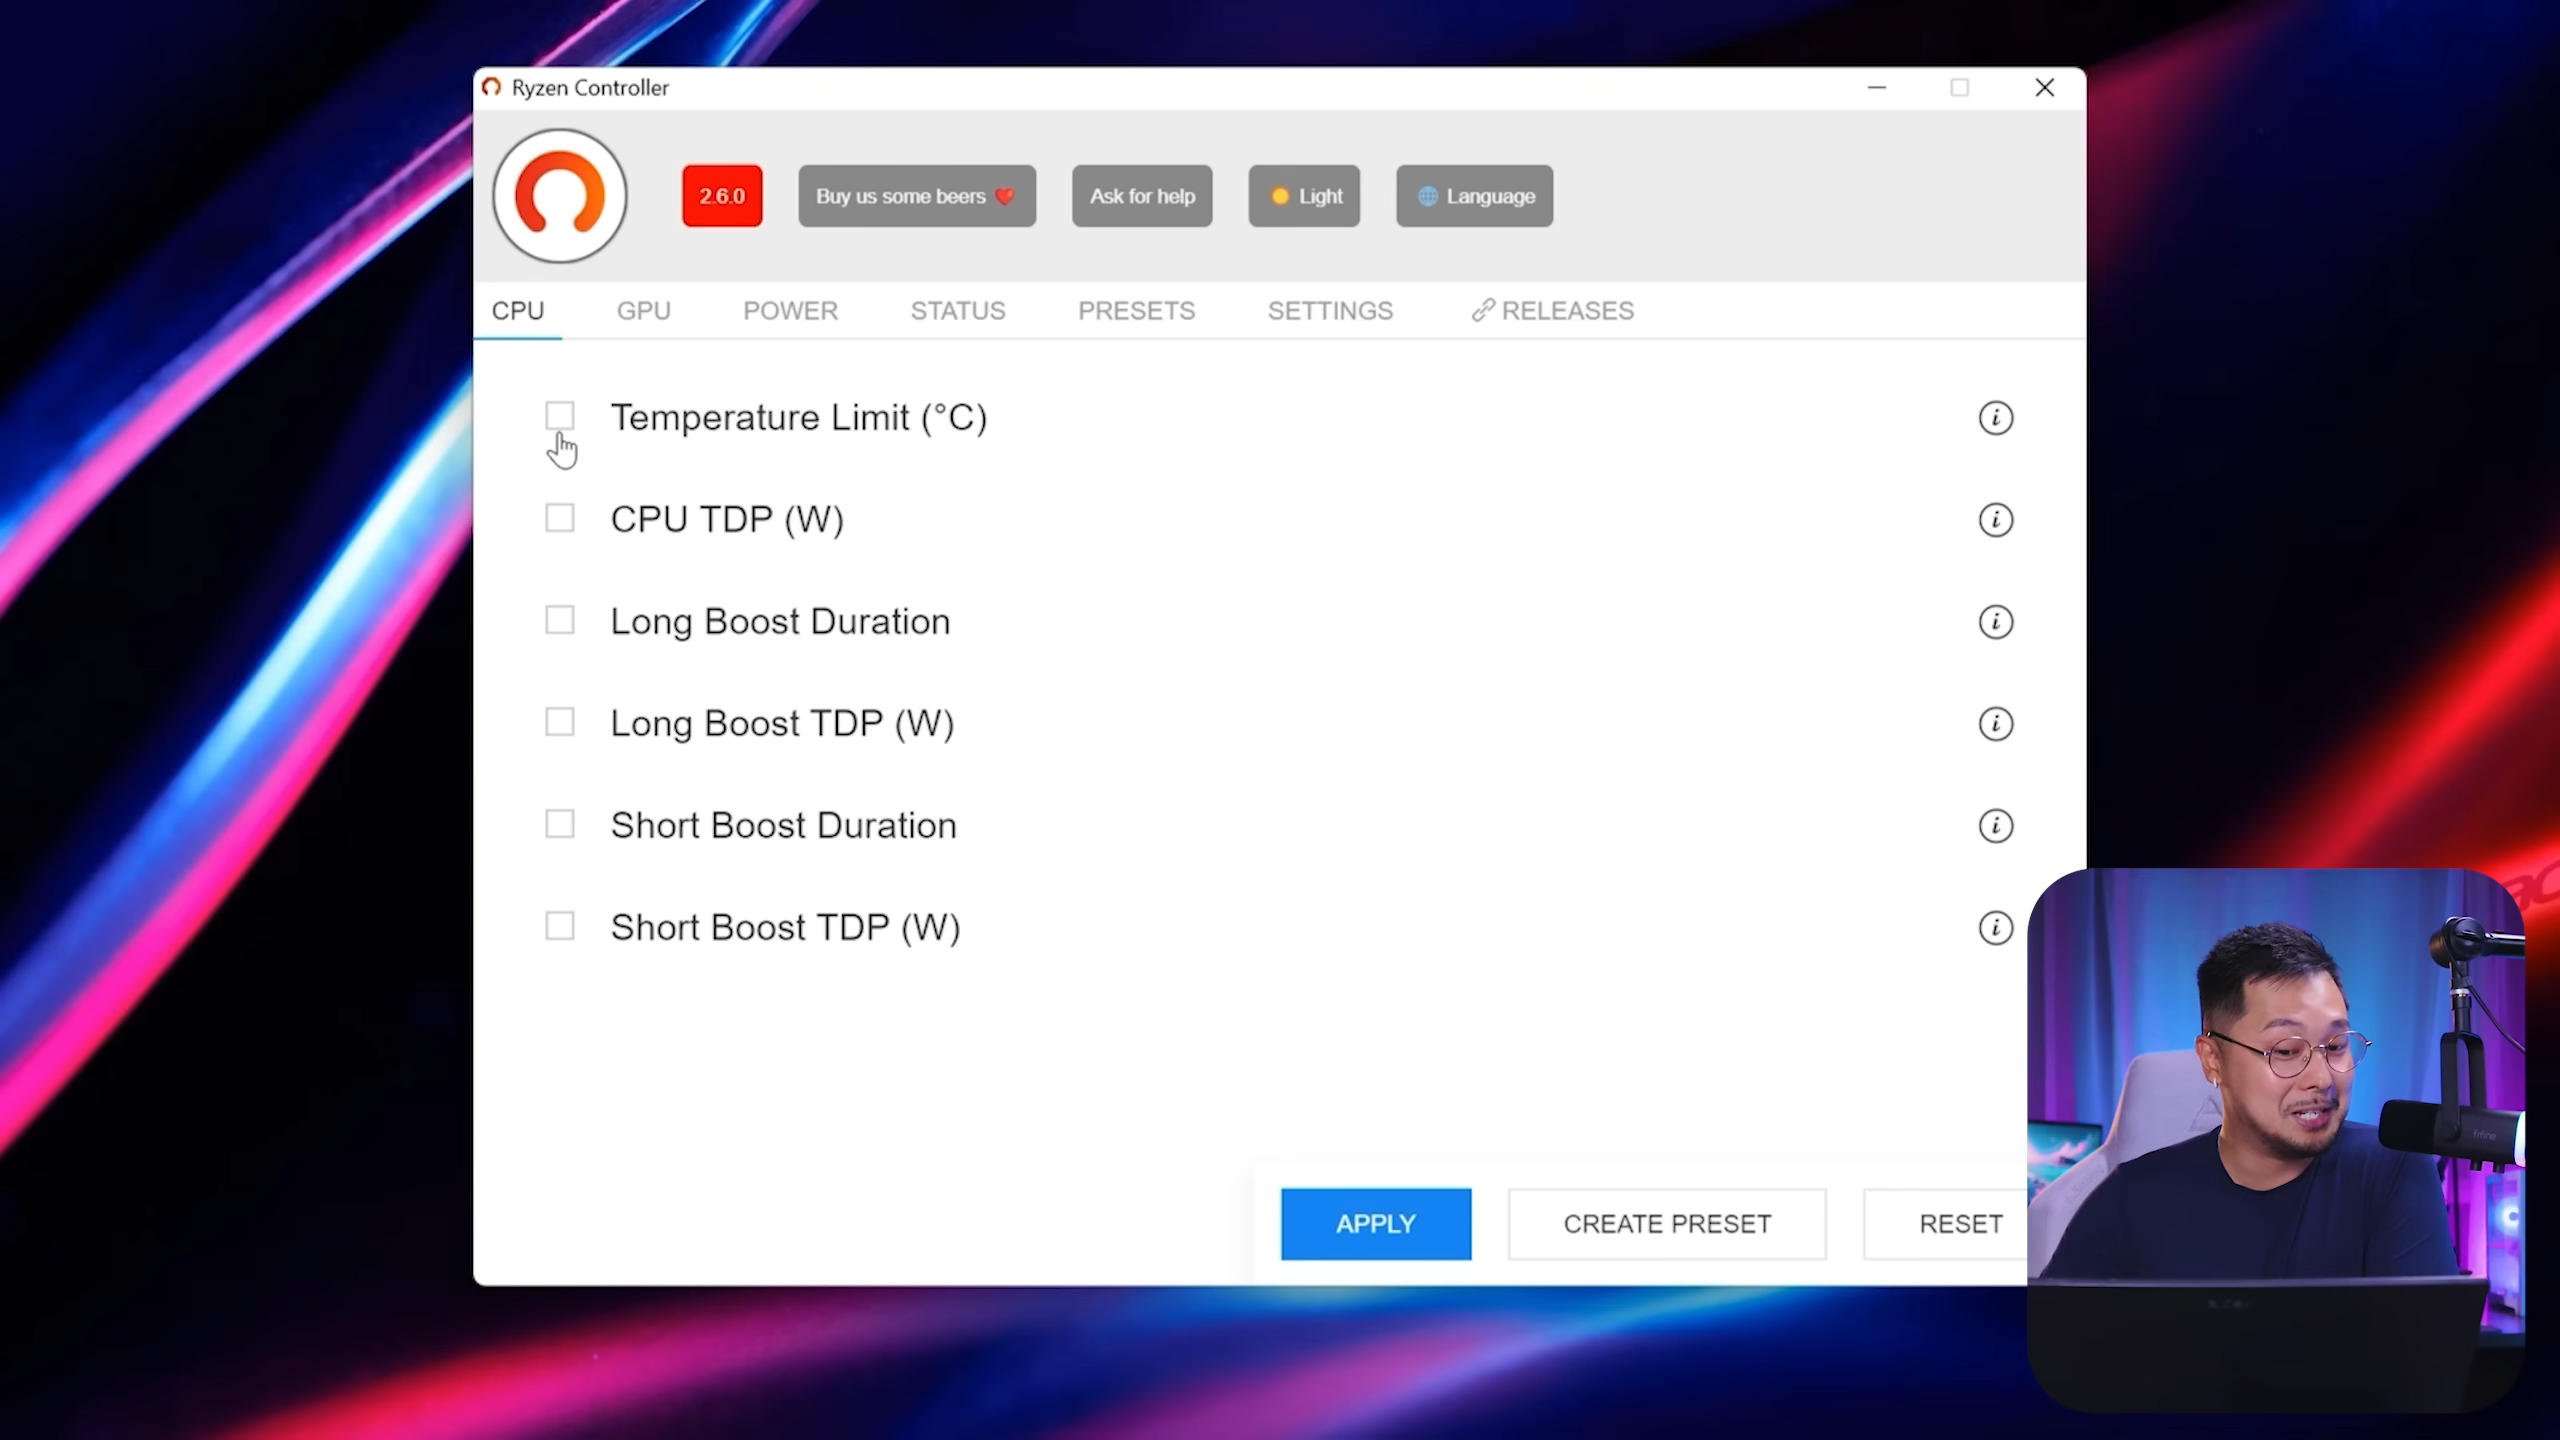 Ryzen Controller
2.6.0
Buy us some beers ❤️
Ask for help
Light
Language
CPU
GPU
POWER
STATUS
PRESETS
SETTINGS
RELEASES
Temperature Limit (°C)
CPU TDP (W)
Long Boost Duration
Long Boost TDP (W)
Short Boost Duration
Short Boost TDP (W)
APPLY
CREATE PRESET
RESET
fifine